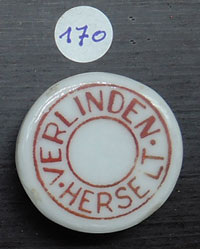 170
VERLINDEN
· HERSELT ·